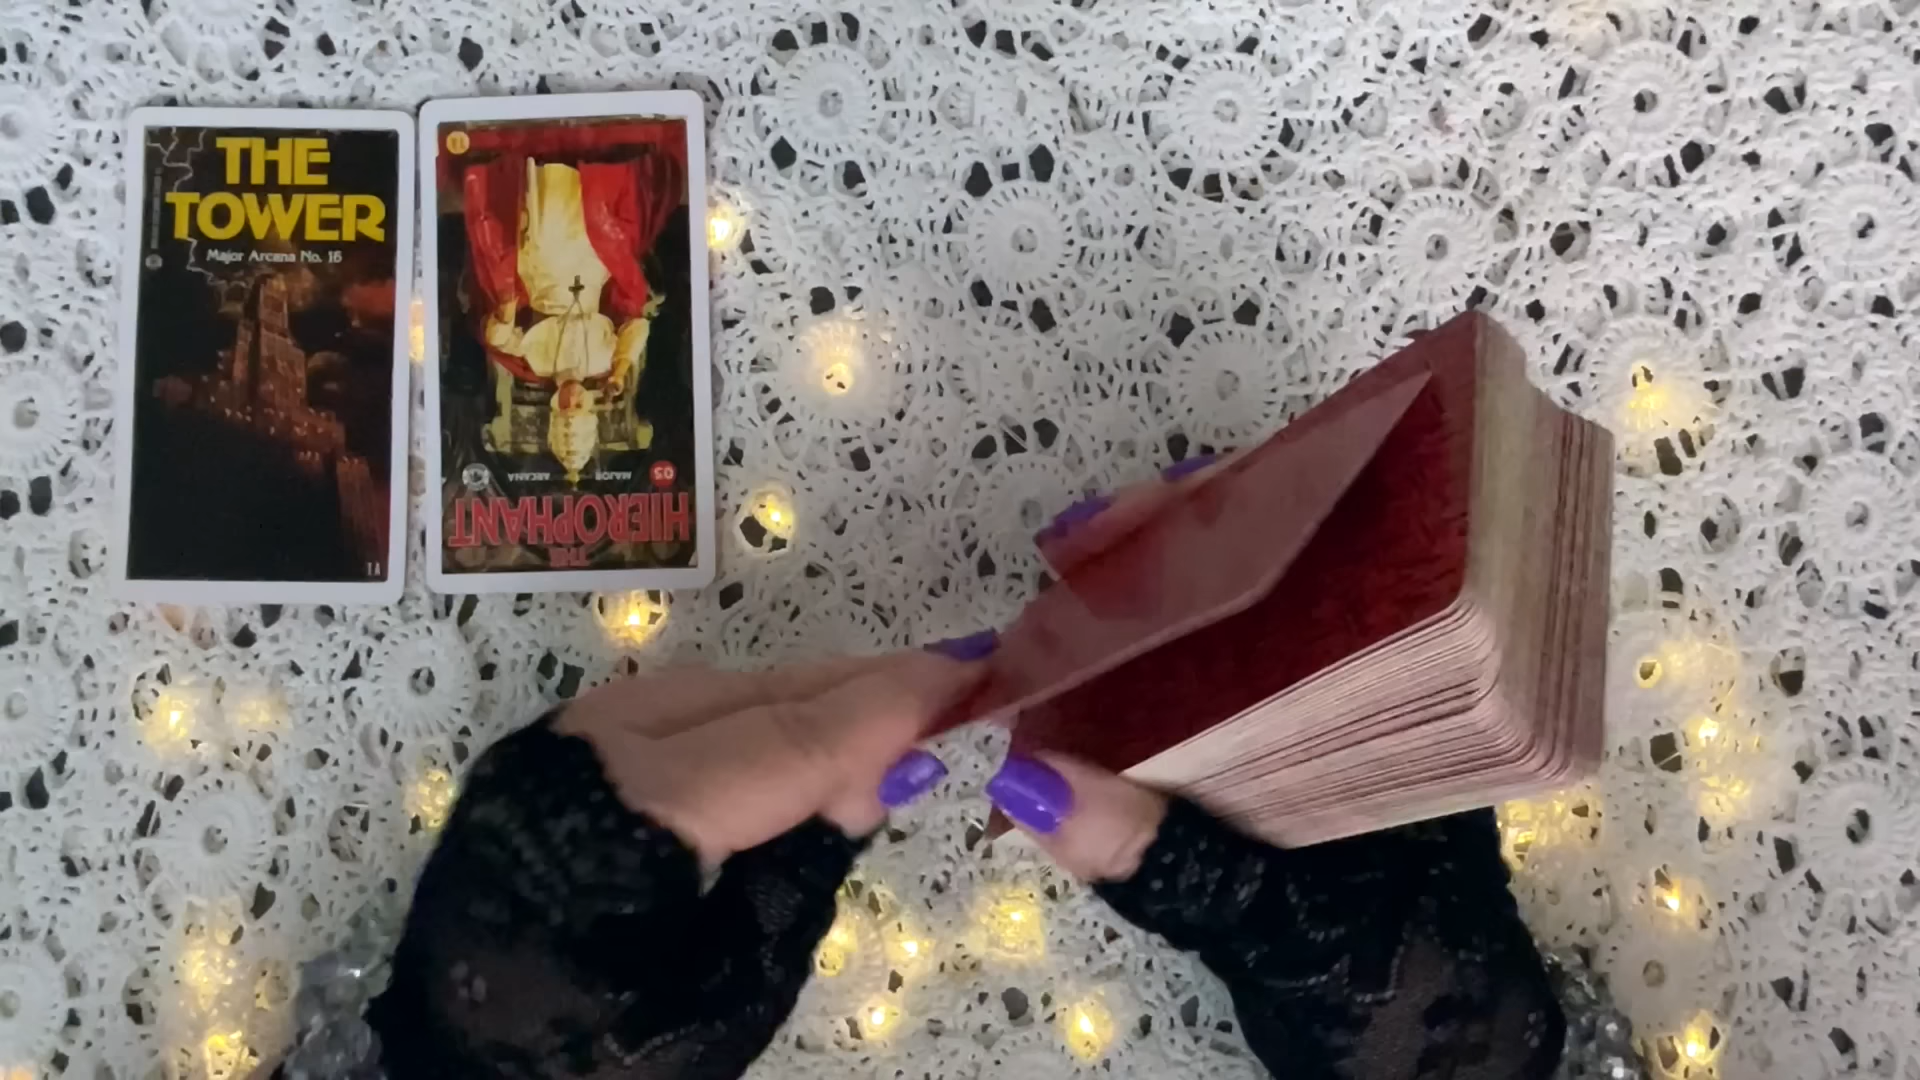 THE
TOWER
Major Arcana No. 16
THE
HIEROPHANT
MAJOR ARCANA
05